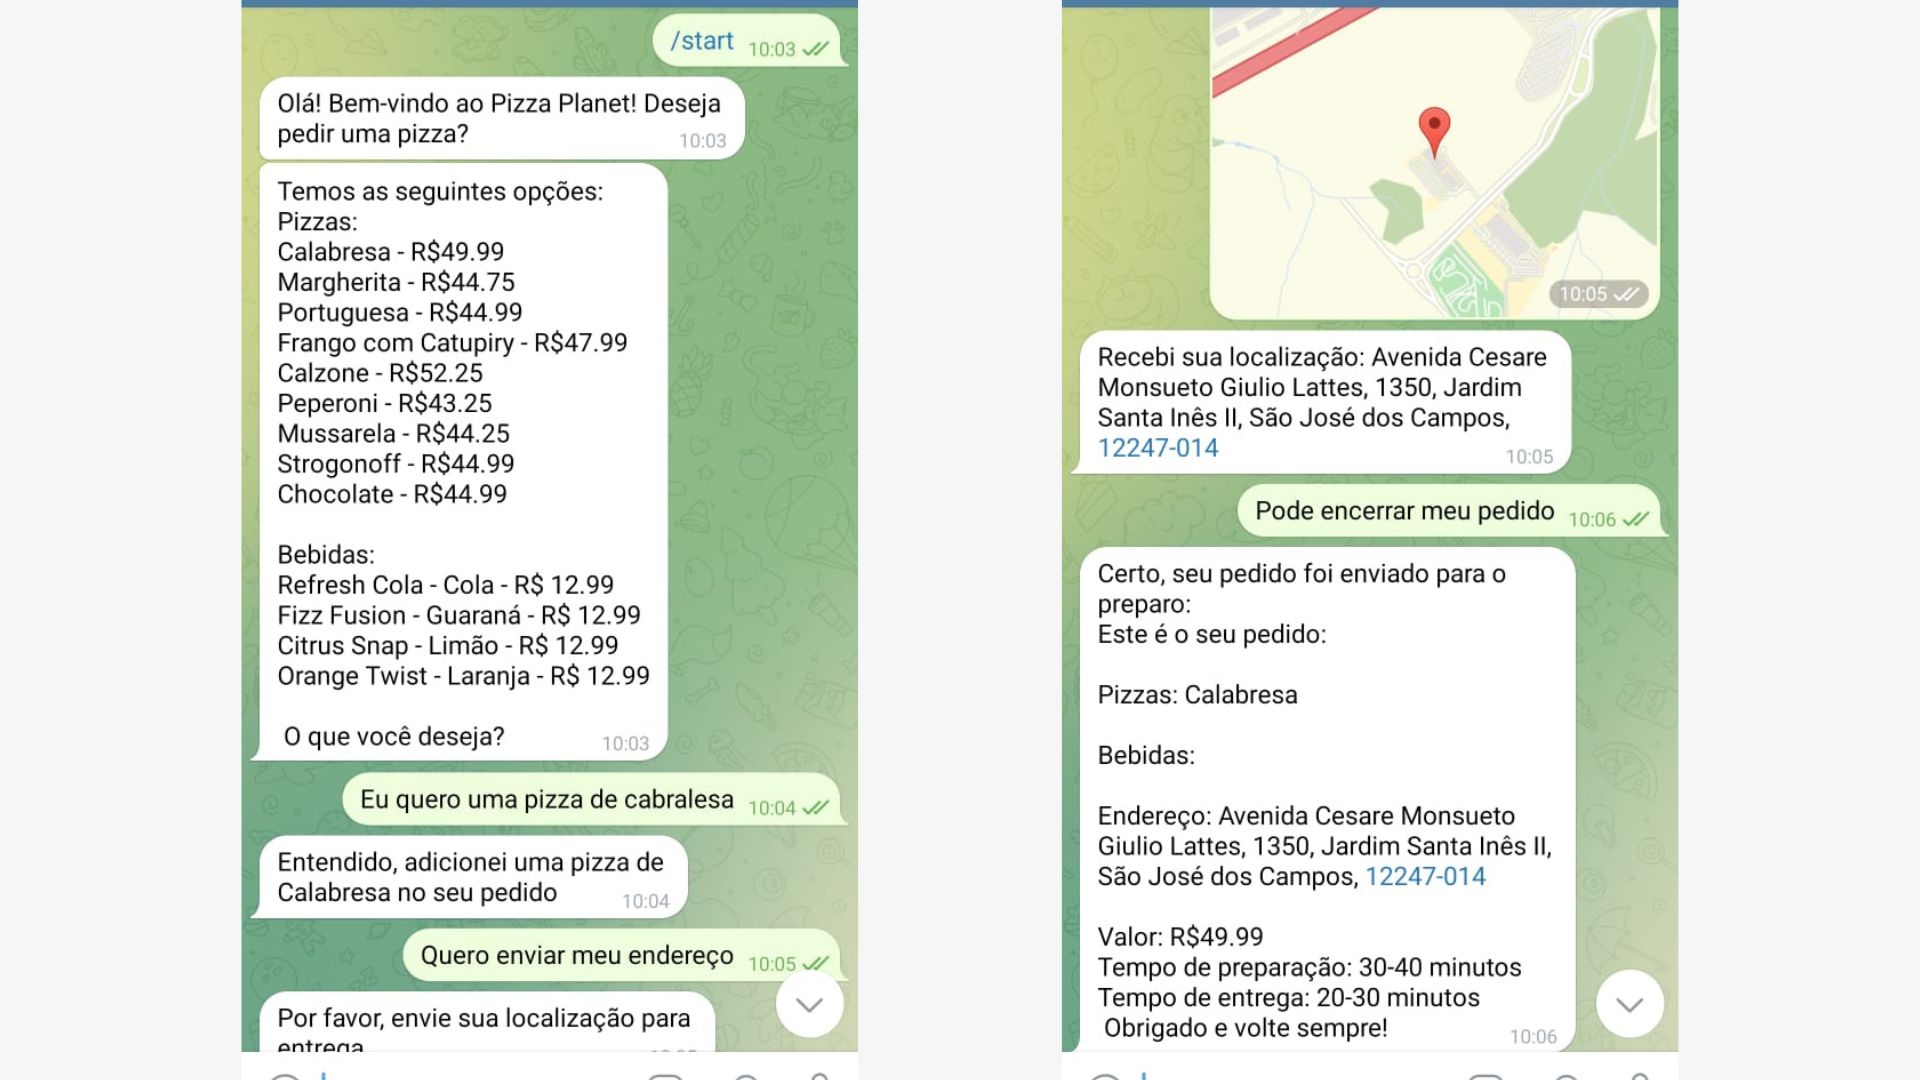 /start 10:03
Olá! Bem-vindo ao Pizza Planet! Deseja
pedir uma pizza? 10:03
Temos as seguintes opções:
Pizzas:
Calabresa - R$49.99
Margherita - R$44.75
Portuguesa - R$44.99
Frango com Catupiry - R$47.99
Calzone - R$52.25
Peperoni - R$43.25
Mussarela - R$44.25
Strogonoff - R$44.99
Chocolate - R$44.99
Bebidas:
Refresh Cola - Cola - R$ 12.99
Fizz Fusion - Guaraná - R$ 12.99
Citrus Snap - Limão - R$ 12.99
Orange Twist - Laranja - R$ 12.99
O que você deseja? 10:03
Eu quero uma pizza de cabralesa 10:04
Entendido, adicionei uma pizza de
Calabresa no seu pedido 10:04
Quero enviar meu endereço 10:05
Por favor, envie sua localização para
entrega
10:05
Recebi sua localização: Avenida Cesare
Monsueto Giulio Lattes, 1350, Jardim
Santa Inês II, São José dos Campos,
12247-014 10:05
Pode encerrar meu pedido 10:06
Certo, seu pedido foi enviado para o
preparo:
Este é o seu pedido:
Pizzas: Calabresa
Bebidas:
Endereço: Avenida Cesare Monsueto
Giulio Lattes, 1350, Jardim Santa Inês II,
São José dos Campos, 12247-014
Valor: R$49.99
Tempo de preparação: 30-40 minutos
Tempo de entrega: 20-30 minutos
Obrigado e volte sempre! 10:06